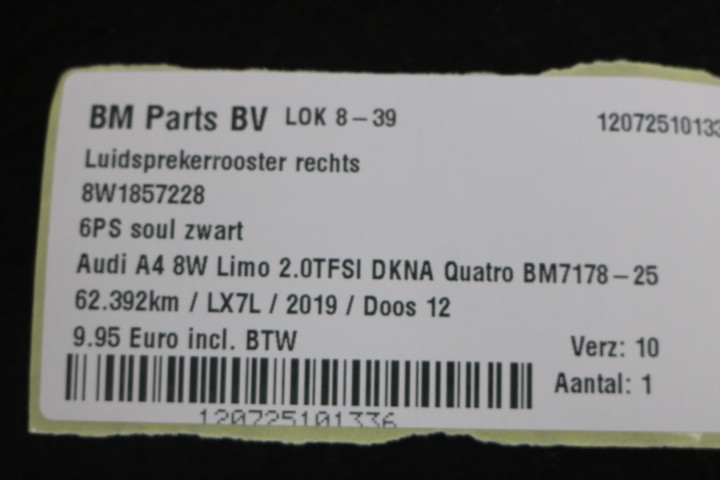 BM Parts BV LOK 8-39 12072510133
Luidsprekerrooster rechts
8W1857228
6PS soul zwart
Audi A4 8W Limo 2.0TFSI DKNA Quatro BM7178-25
62.392km / LX7L / 2019 / Doos 12
9.95 Euro incl. BTW
Verz: 10
Aantal: 1
120725101336